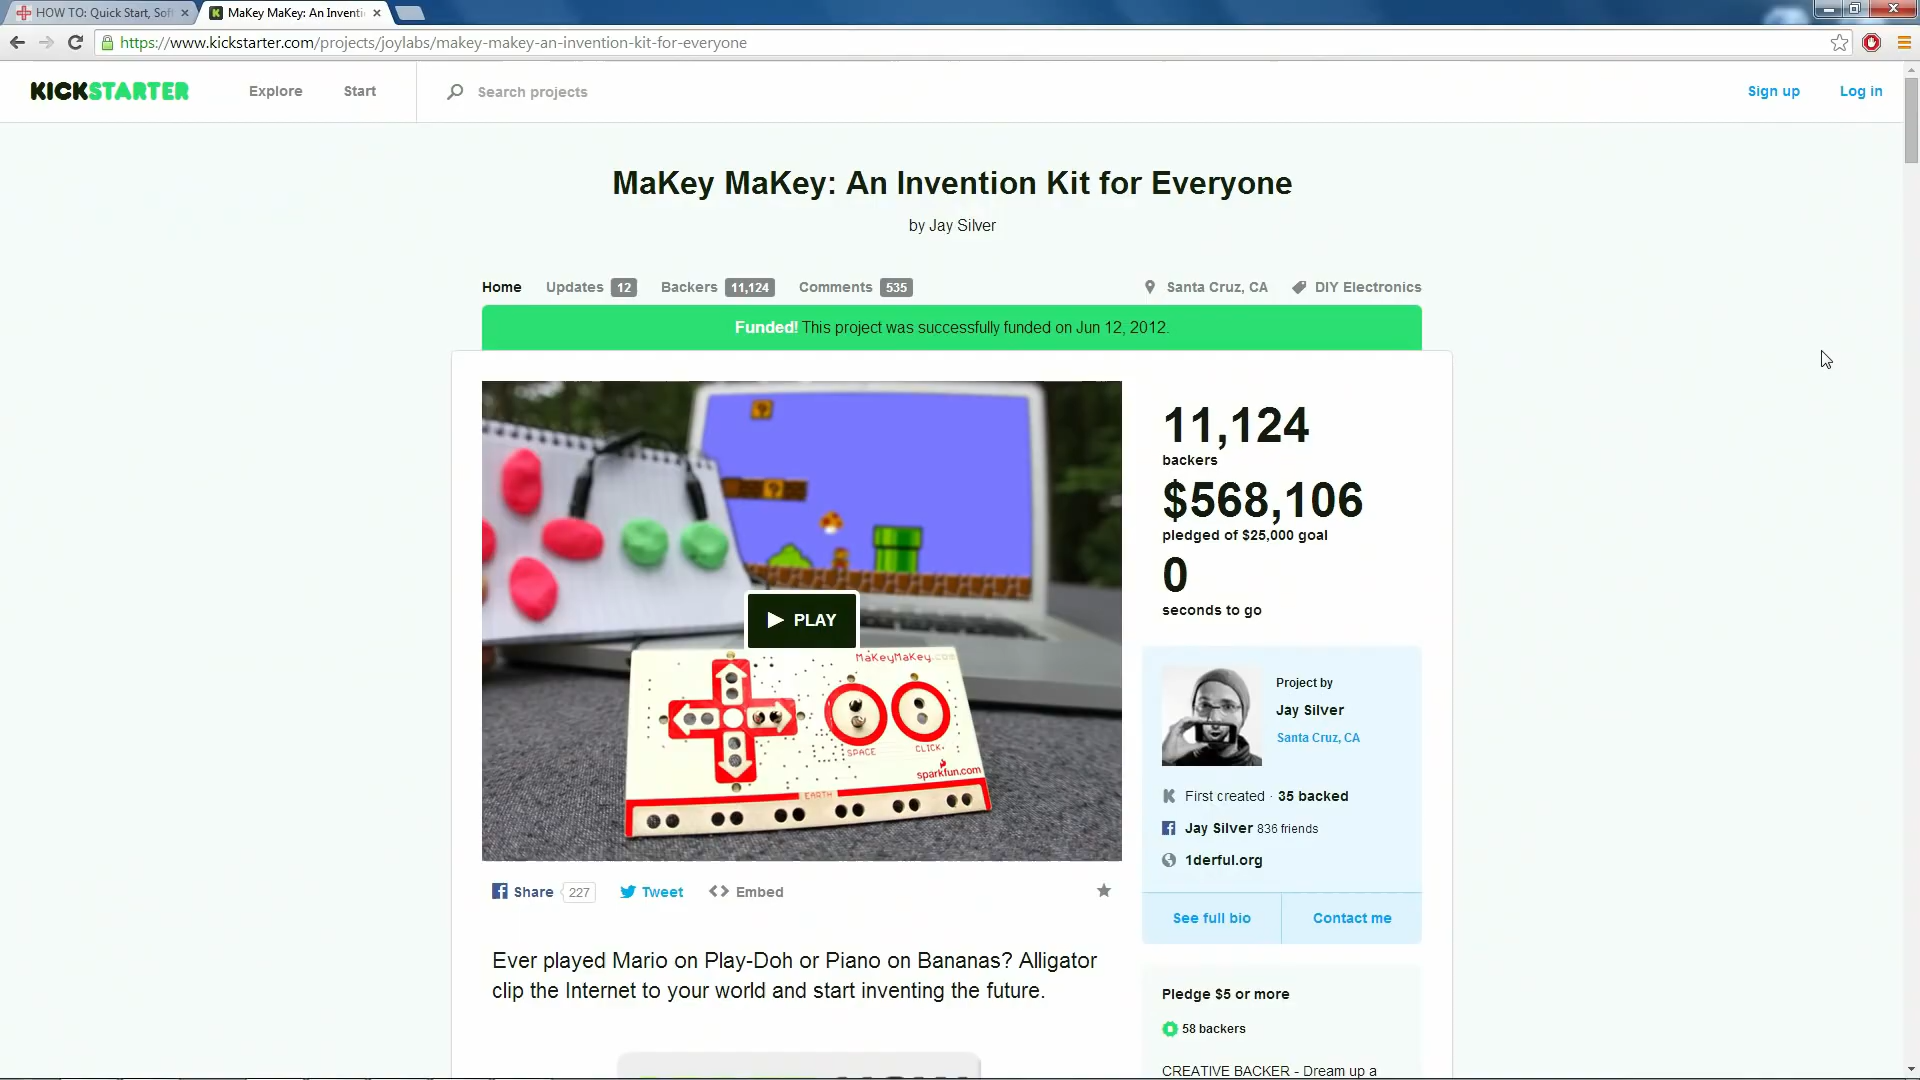 HOW TO: Quick Start, Soft
MaKey MaKey: An Inventi
https://www.kickstarter.com/projects/joylabs/makey-makey-an-invention-kit-for-everyone
KICKSTARTER Explore Start Search projects Sign up Log in
MaKey MaKey: An Invention Kit for Everyone
by Jay Silver
Home Updates 12 Backers 11,124 Comments 535 Santa Cruz, CA DIY Electronics
Funded! This project was successfully funded on Jun 12, 2012.
PLAY
MaKeyMaKey.com
SPACE CLICK
sparkfun.com
EARTH
11,124
backers
$568,106
pledged of $25,000 goal
0
seconds to go
Project by
Jay Silver
Santa Cruz, CA
First created · 35 backed
Jay Silver 836 friends
1derful.org
See full bio Contact me
Share 227 Tweet Embed
Ever played Mario on Play-Doh or Piano on Bananas? Alligator
clip the Internet to your world and start inventing the future.
Pledge $5 or more
58 backers
CREATIVE BACKER - Dream up a